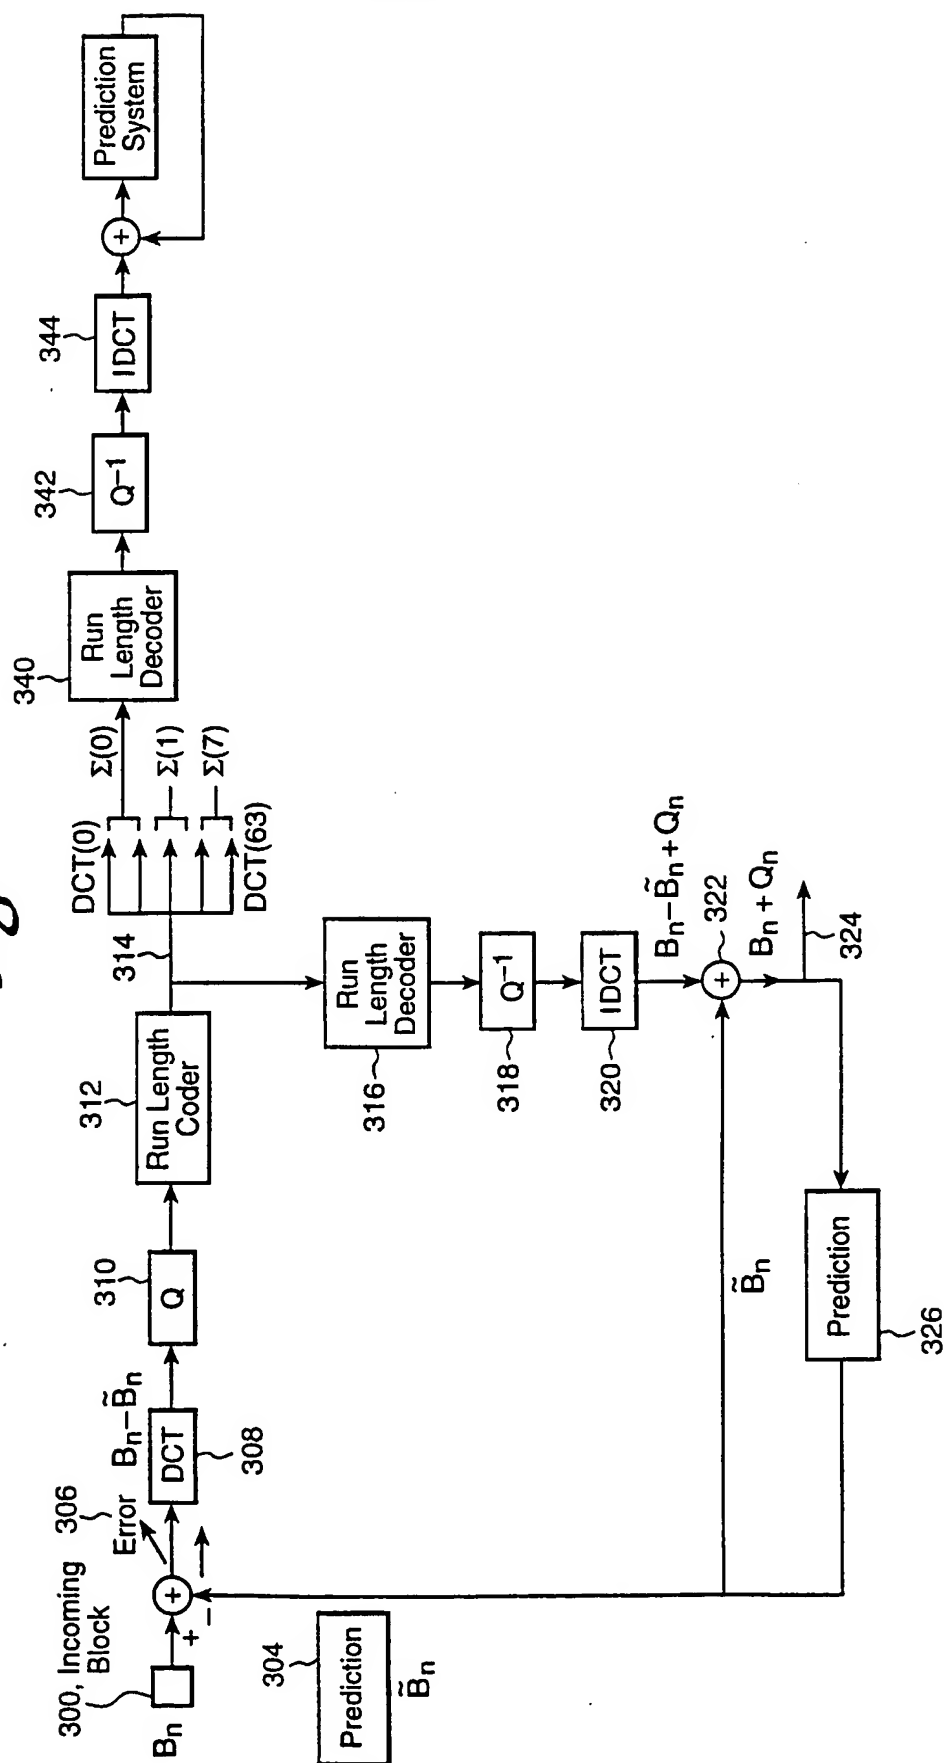 300, Incoming
Block
Bn
+
+
−
306
Error
Bn−B̃n
DCT
308
310
Q
312
Run Length
Coder
314
DCT(0)
DCT(63)
Σ(0)
Σ(1)
Σ(7)
340
Run
Length
Decoder
342
Q⁻¹
344
IDCT
+
Prediction
System
Run
Length
Decoder
316
Q⁻¹
318
IDCT
320
Bn−B̃n+Qn
+
322
Bn+Qn
324
B̃n
Prediction
326
304
Prediction
B̃n